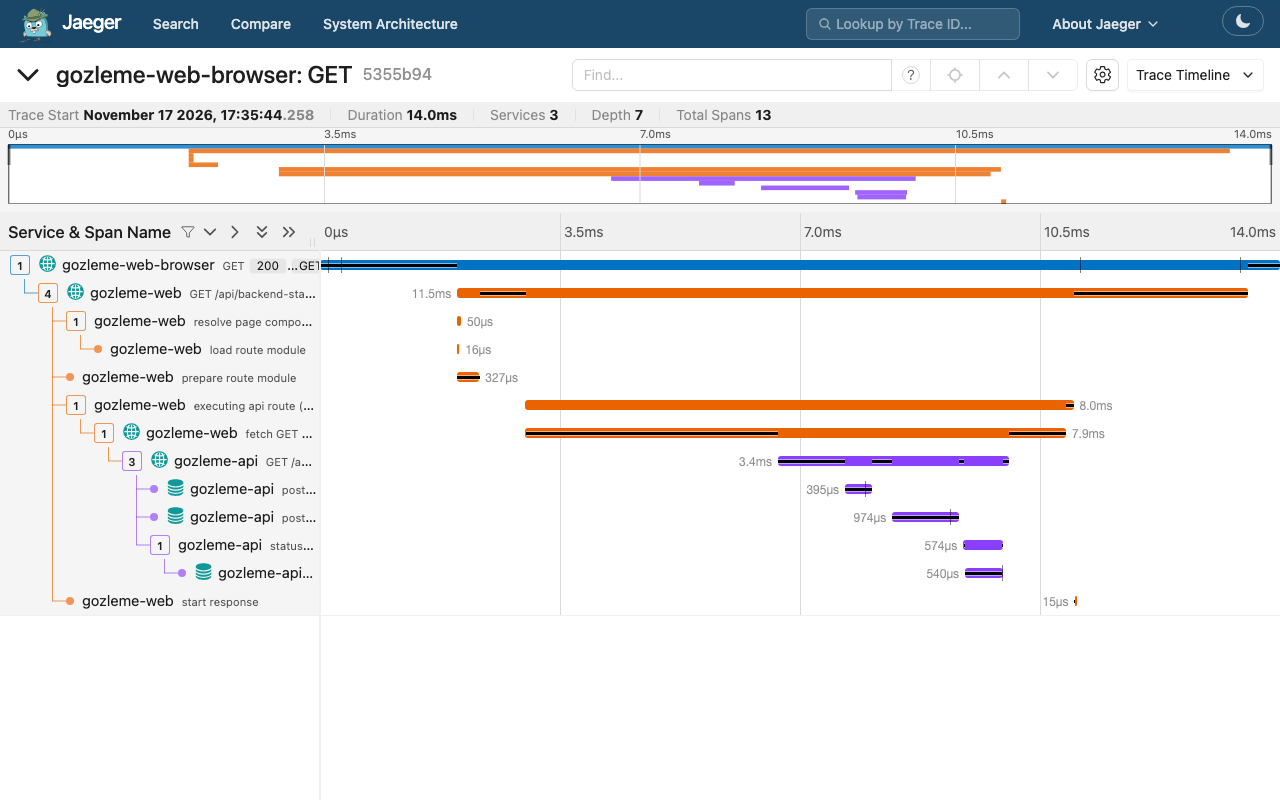 Jaeger Search Compare System Architecture Lookup by Trace ID... About Jaeger
gozleme-web-browser: GET 5355b94 Find... ? Trace Timeline
Trace Start November 17 2026, 17:35:44.258 Duration 14.0ms Services 3 Depth 7 Total Spans 13
0μs 3.5ms 7.0ms 10.5ms 14.0ms
Service & Span Name 0μs 3.5ms 7.0ms 10.5ms 14.0ms
1 gozleme-web-browser GET 200 ...GET
4 gozleme-web GET /api/backend-sta... 11.5ms
1 gozleme-web resolve page compo... 50μs
gozleme-web load route module 16μs
gozleme-web prepare route module 327μs
1 gozleme-web executing api route (... 8.0ms
1 gozleme-web fetch GET ... 7.9ms
3 gozleme-api GET /a... 3.4ms
gozleme-api post... 395μs
gozleme-api post... 974μs
1 gozleme-api status... 574μs
gozleme-api... 540μs
gozleme-web start response 15μs